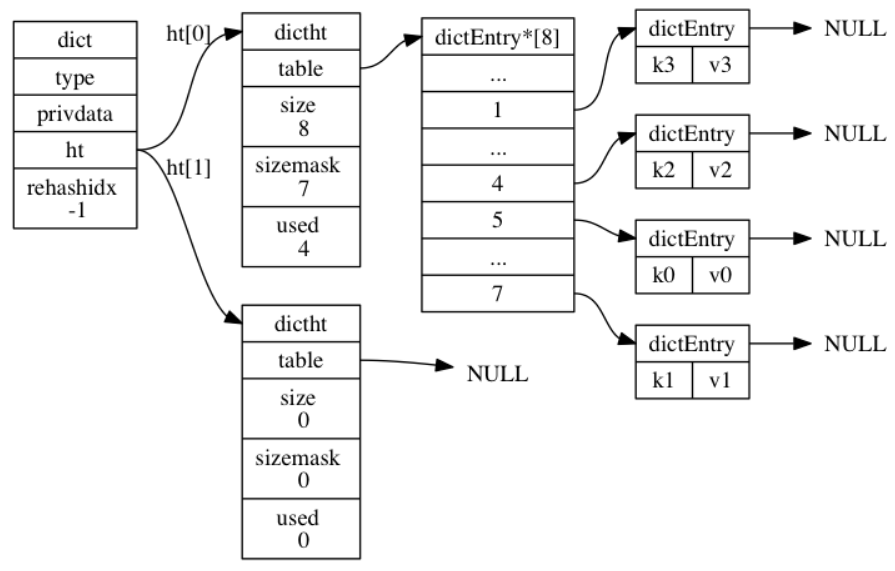 dict
type
privdata
ht
rehashidx
-1
ht[0]
ht[1]
dictht
table
size
8
sizemask
7
used
4
dictht
table
size
0
sizemask
0
used
0
NULL
dictEntry*[8]
...
1
...
4
5
...
7
dictEntry
k3 v3
NULL
dictEntry
k2 v2
NULL
dictEntry
k0 v0
NULL
dictEntry
k1 v1
NULL